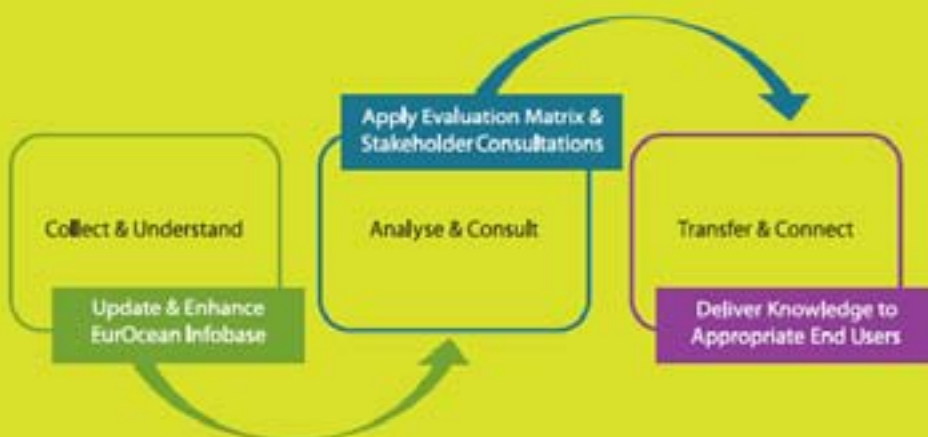 Apply Evaluation Matrix &
Stakeholder Consultations
Collect & Understand
Analyse & Consult
Transfer & Connect
Update & Enhance
EurOcean Infobase
Deliver Knowledge to
Appropriate End Users